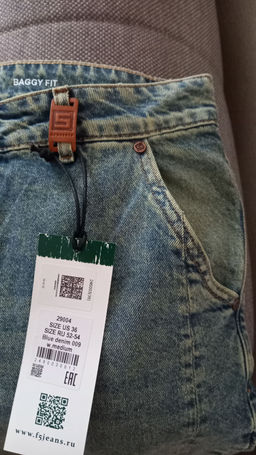 BAGGY FIT
29004
SIZE US 36
SIZE RU 52-54
Blue denim 009
w.medium
EAC
www.f5jeans.ru